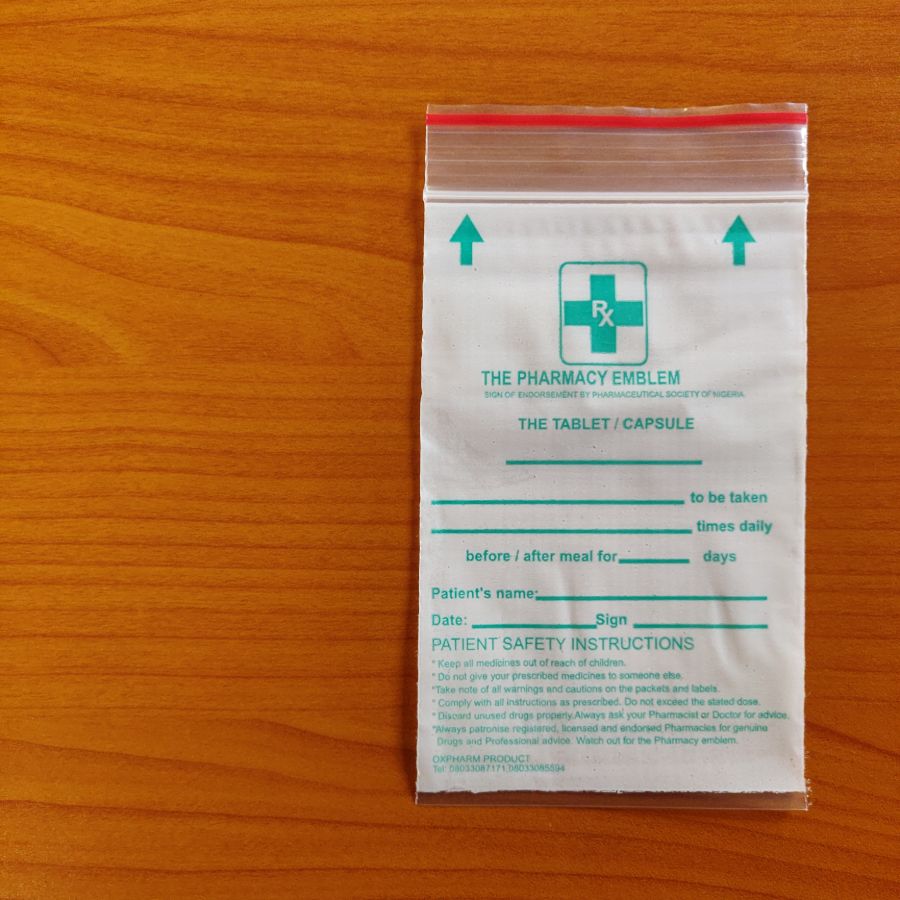 Rx
THE PHARMACY EMBLEM
SIGN OF ENDORSEMENT BY PHARMACEUTICAL SOCIETY OF NIGERIA
THE TABLET / CAPSULE
to be taken
times daily
before / after meal for days
Patient's name:
Date: Sign
PATIENT SAFETY INSTRUCTIONS
* Keep all medicines out of reach of children.
* Do not give your prescribed medicines to someone else.
*Take note of all warnings and cautions on the packets and labels.
* Comply with all instructions as prescribed. Do not exceed the stated dose.
* Discard unused drugs properly.Always ask your Pharmacist or Doctor for advice.
*Always patronise registered, licensed and endorsed Pharmacies for genuine
Drugs and Professional advice. Watch out for the Pharmacy emblem.
OXPHARM PRODUCT
Tel: 08033087171,08033085594